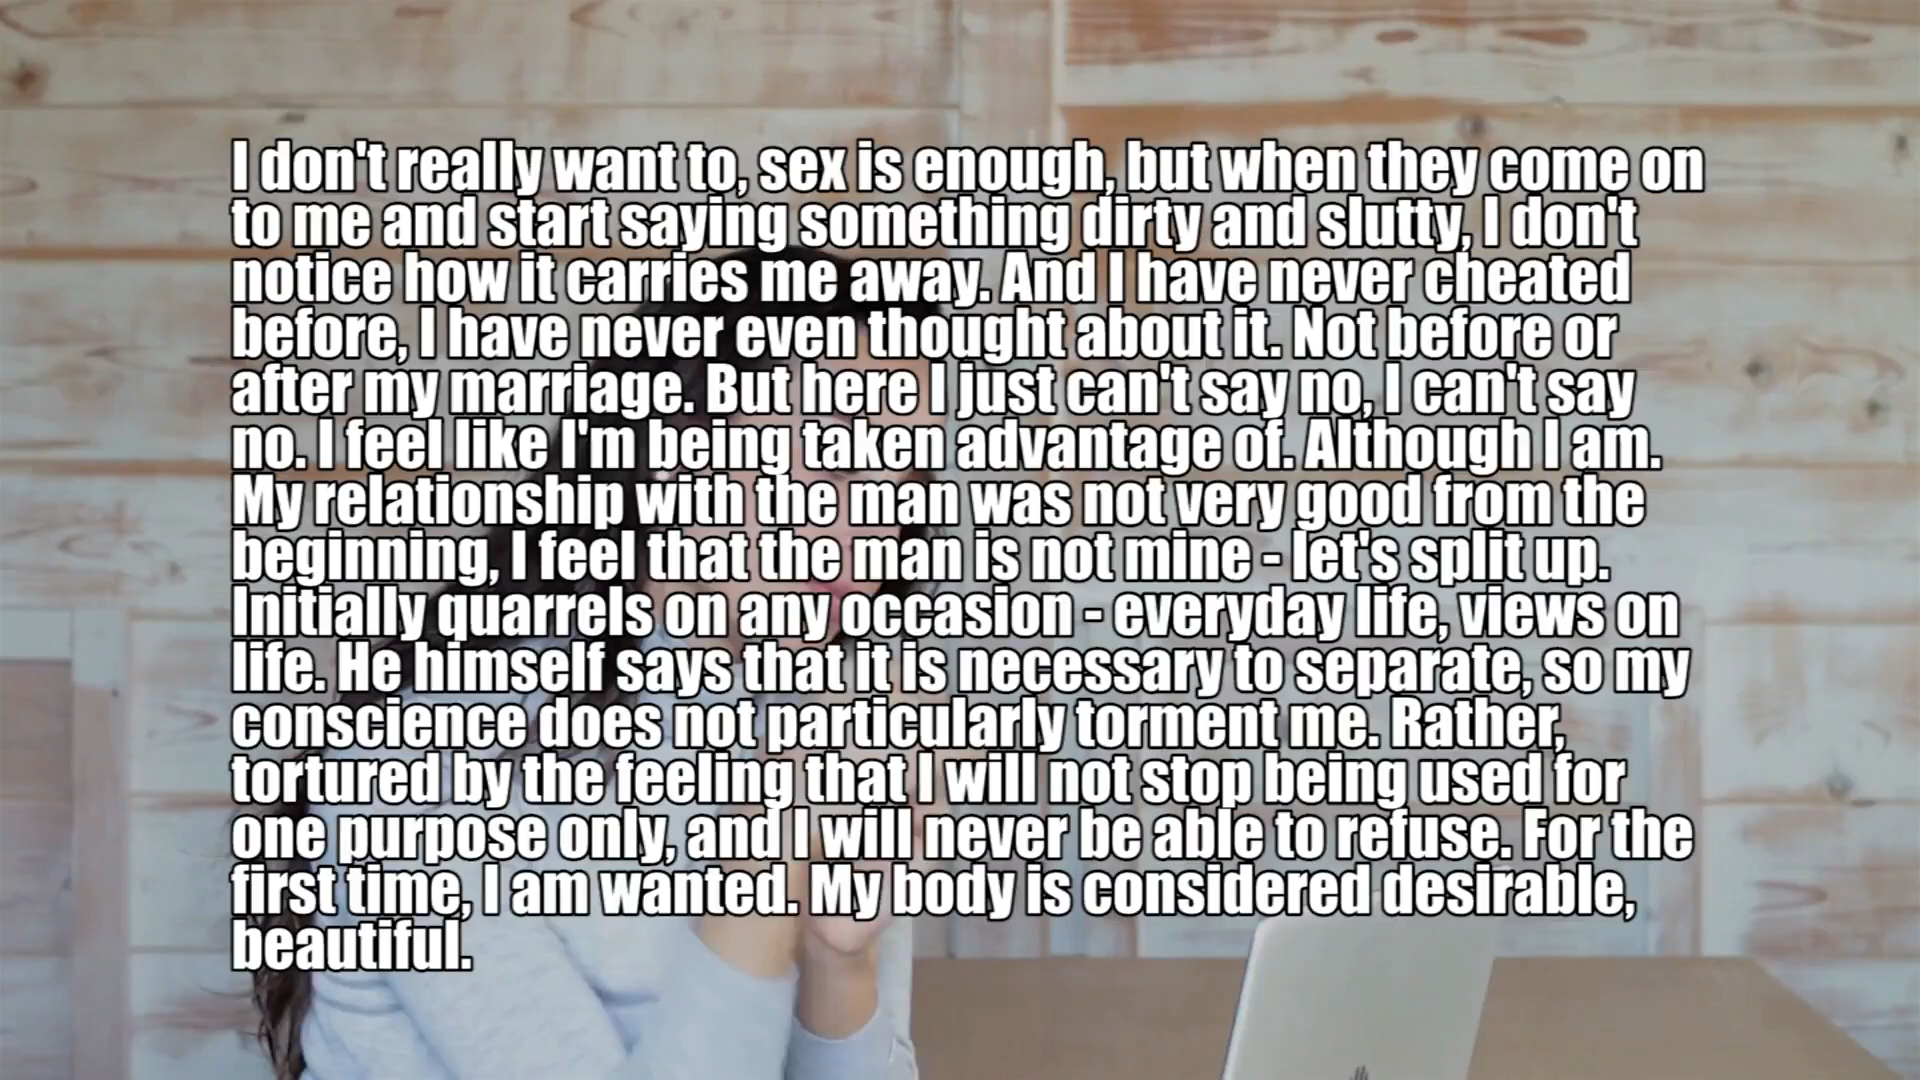 I don't really want to, sex is enough, but when they come on
to me and start saying something dirty and slutty, I don't
notice how it carries me away. And I have never cheated
before, I have never even thought about it. Not before or
after my marriage. But here I just can't say no, I can't say
no. I feel like I'm being taken advantage of. Although I am.
My relationship with the man was not very good from the
beginning, I feel that the man is not mine - let's split up.
Initially quarrels on any occasion - everyday life, views on
life. He himself says that it is necessary to separate, so my
conscience does not particularly torment me. Rather,
tortured by the feeling that I will not stop being used for
one purpose only, and I will never be able to refuse. For the
first time, I am wanted. My body is considered desirable,
beautiful.